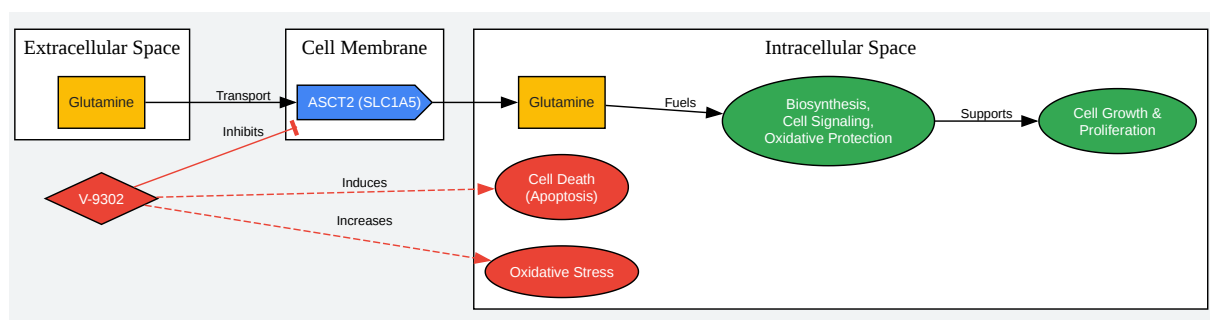 Extracellular Space
Cell Membrane
Intracellular Space
Glutamine
Transport
ASCT2 (SLC1A5)
Glutamine
Fuels
Biosynthesis,
Cell Signaling,
Oxidative Protection
Supports
Cell Growth &
Proliferation
Inhibits
V-9302
Induces
Cell Death
(Apoptosis)
Increases
Oxidative Stress